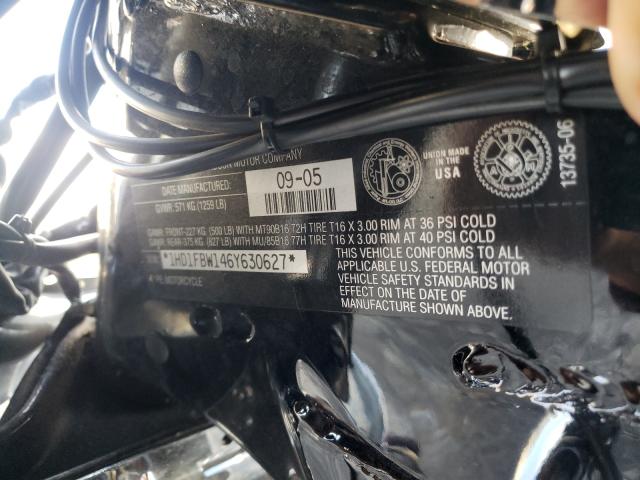 MOTOR COMPANY
DATE MANUFACTURED: 09-05
GVWR: 571 KG (1259 LB)
UNION MADE
IN THE
USA
13735-06
GAWR: FRONT-227 KG (500 LB) WITH MT90B16 72H TIRE T16 X 3.00 RIM AT 36 PSI COLD
GAWR: REAR-375 KG (827 LB) WITH MU/85B16 77H TIRE T16 X 3.00 RIM AT 40 PSI COLD
*1HD1FBW146Y630627*
THIS VEHICLE CONFORMS TO ALL
APPLICABLE U.S. FEDERAL MOTOR
VEHICLE SAFETY STANDARDS IN
EFFECT ON THE DATE OF
MANUFACTURE SHOWN ABOVE.
MOTORCYCLE